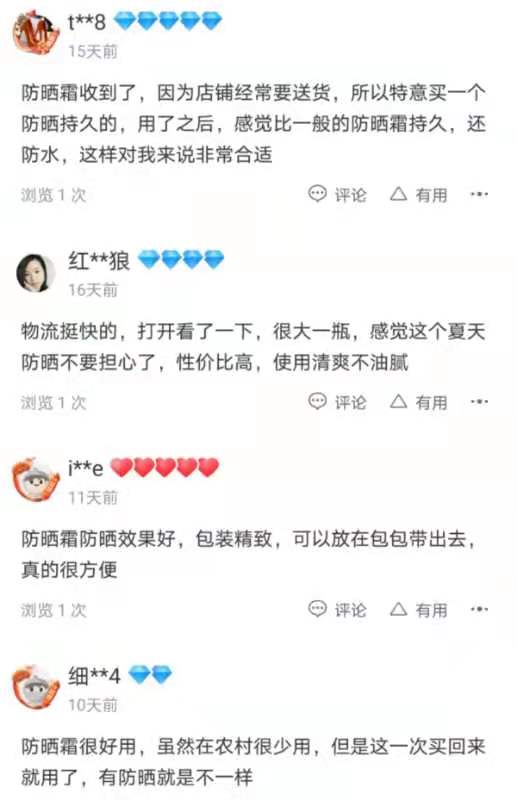 t**8
15天前
防晒霜收到了，因为店铺经常要送货，所以特意买一个
防晒持久的，用了之后，感觉比一般的防晒霜持久，还
防水，这样对我来说非常合适
浏览 1 次 评论 有用
红**狼
16天前
物流挺快的，打开看了一下，很大一瓶，感觉这个夏天
防晒不要担心了，性价比高，使用清爽不油腻
浏览 1 次 评论 有用
i**e
11天前
防晒霜防晒效果好，包装精致，可以放在包包带出去，
真的很方便
浏览 1 次 评论 有用
细**4
10天前
防晒霜很好用，虽然在农村很少用，但是这一次买回来
就用了，有防晒就是不一样